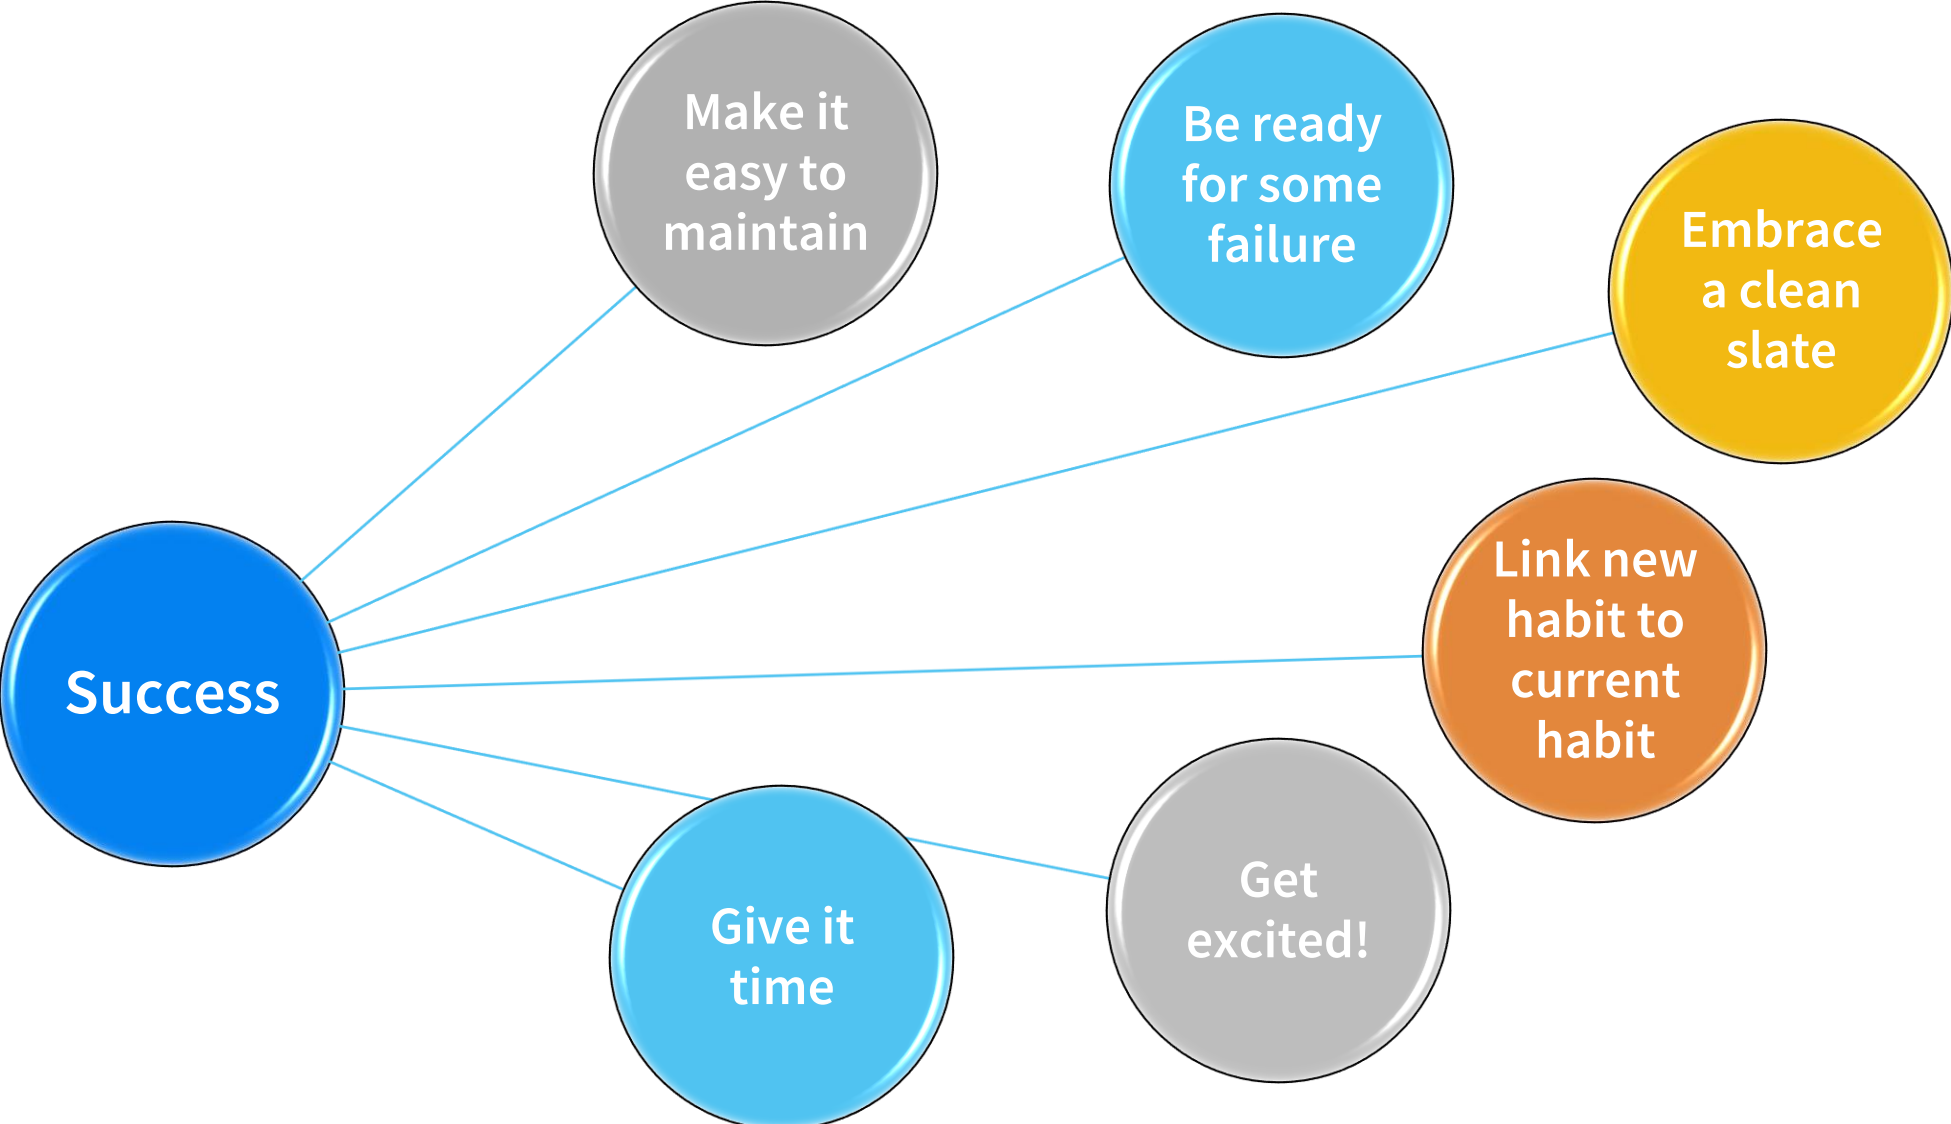 Make it
easy to
maintain
Be ready
for some
failure
Embrace
a clean
slate
Success
Link new
habit to
current
habit
Give it
time
Get
excited!